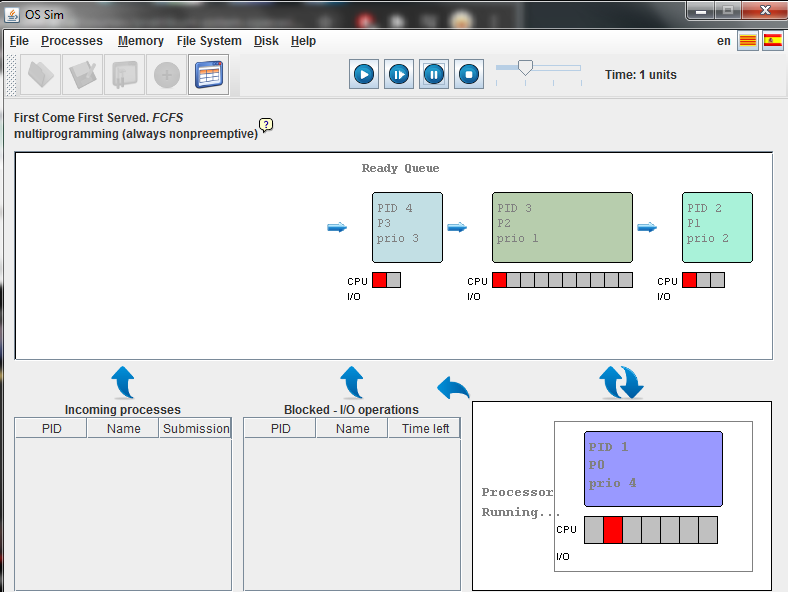 OS Sim
File Processes Memory File System Disk Help en
Time: 1 units
First Come First Served. FCFS
multiprogramming (always nonpreemptive) ?
Ready Queue
PID 4 PID 3 PID 2
P3 P2 P1
prio 3 prio 1 prio 2
CPU CPU CPU
I/O I/O I/O
Incoming processes Blocked - I/O operations
PID Name Submission PID Name Time left
PID 1
P0
prio 4
Processor
Running...
CPU
I/O